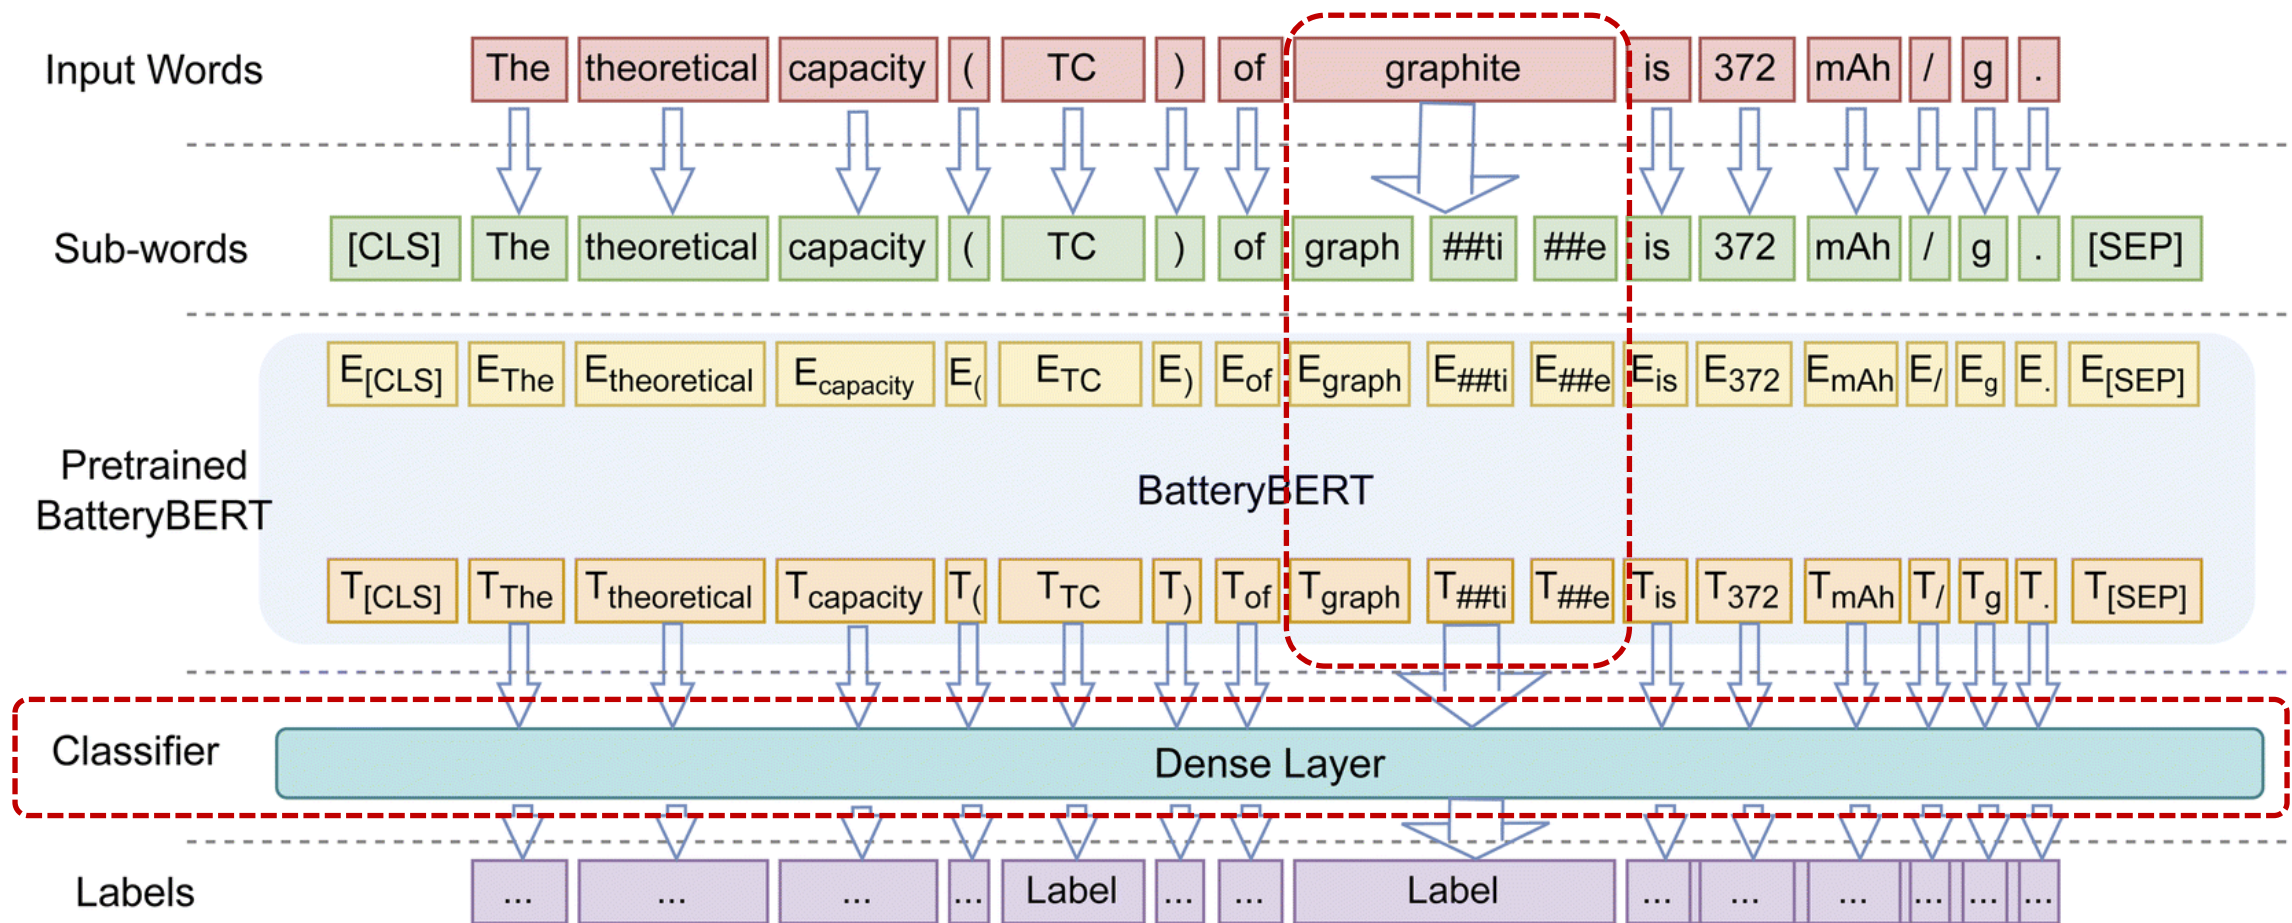 Input Words The theoretical capacity ( TC ) of graphite is 372 mAh / g .
Sub-words [CLS] The theoretical capacity ( TC ) of graph ##ti ##e is 372 mAh / g . [SEP]
E[CLS] EThe Etheoretical Ecapacity E( ETC E) Eof Egraph E##ti E##e Eis E372 EmAh E/ Eg E. E[SEP]
Pretrained
BatteryBERT
BatteryBERT
T[CLS] TThe Ttheoretical Tcapacity T( TTC T) Tof Tgraph T##ti T##e Tis T372 TmAh T/ Tg T. T[SEP]
Classifier Dense Layer
Labels ... ... ... ... Label ... ... Label ... ... ... ... ... ...